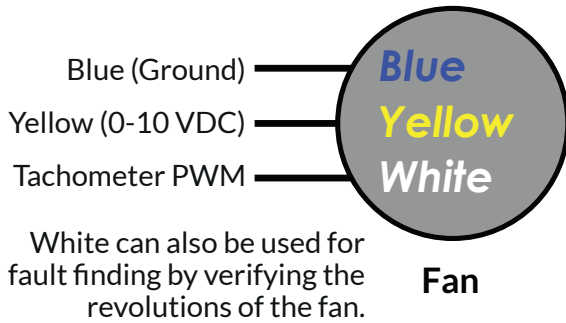 Blue (Ground)
Blue
Yellow (0-10 VDC)
Yellow
Tachometer PWM
White
White can also be used for
fault finding by verifying the
revolutions of the fan.
Fan